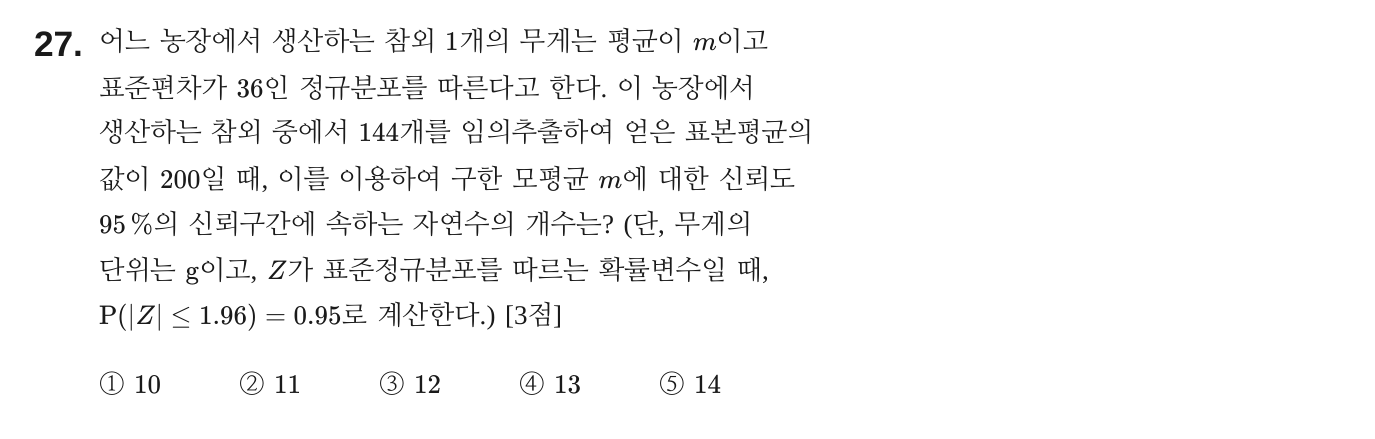 27. 어느 농장에서 생산하는 참외 1개의 무게는 평균이 m이고
표준편차가 36인 정규분포를 따른다고 한다. 이 농장에서
생산하는 참외 중에서 144개를 임의추출하여 얻은 표본평균의
값이 200일 때, 이를 이용하여 구한 모평균 m에 대한 신뢰도
95%의 신뢰구간에 속하는 자연수의 개수는? (단, 무게의
단위는 g이고, Z가 표준정규분포를 따르는 확률변수일 때,
P(|Z| ≤ 1.96) = 0.95로 계산한다.) [3점]
① 10 ② 11 ③ 12 ④ 13 ⑤ 14